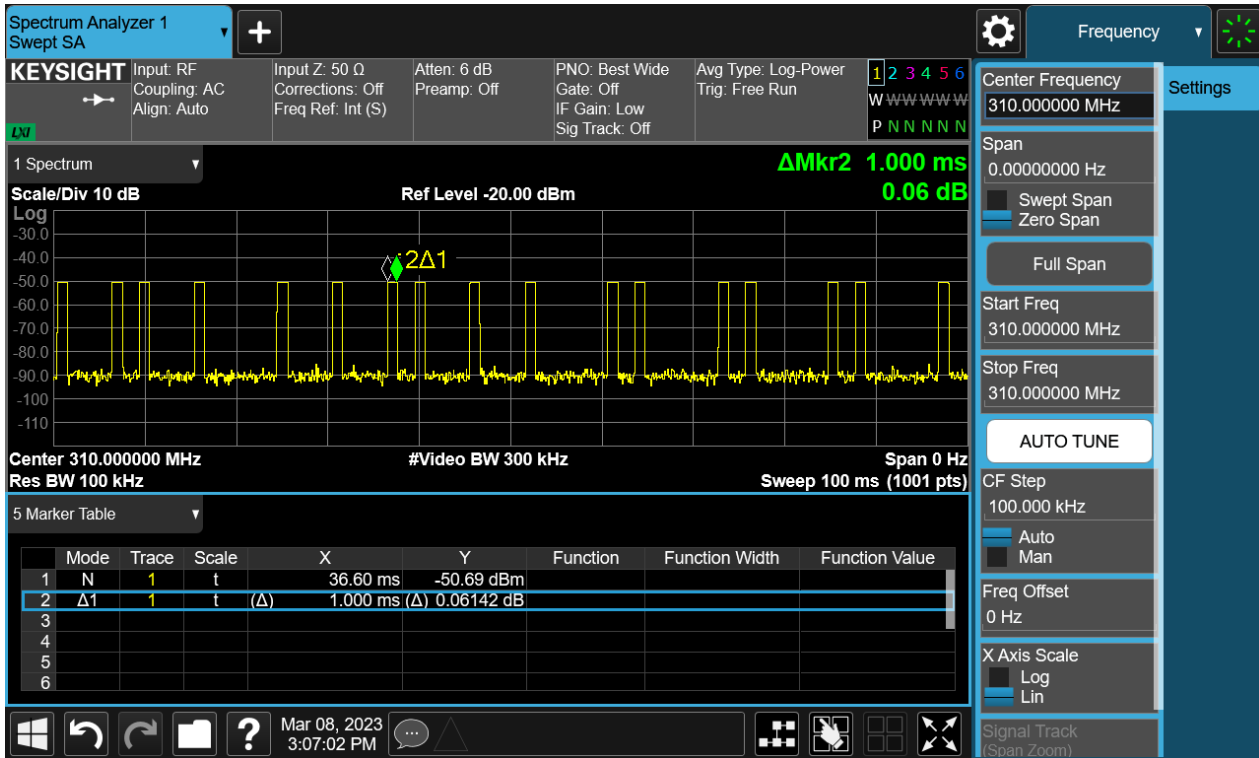 Spectrum Analyzer 1
Swept SA
+
Frequency
KEYSIGHT
LXI
Input: RF
Coupling: AC
Align: Auto
Input Z: 50 Ω
Corrections: Off
Freq Ref: Int (S)
Atten: 6 dB
Preamp: Off
PNO: Best Wide
Gate: Off
IF Gain: Low
Sig Track: Off
Avg Type: Log-Power
Trig: Free Run
1 2 3 4 5 6
W W W W W W
P N N N N N
1 Spectrum
ΔMkr2 1.000 ms
0.06 dB
Scale/Div 10 dB
Ref Level -20.00 dBm
Log
-30.0
-40.0
-50.0
-60.0
-70.0
-80.0
-90.0
-100
-110
2Δ1
Center 310.000000 MHz
#Video BW 300 kHz
Span 0 Hz
Res BW 100 kHz
Sweep 100 ms (1001 pts)
5 Marker Table
Mode Trace Scale X Y Function Function Width Function Value
1 N 1 t 36.60 ms -50.69 dBm
2 Δ1 1 t (Δ) 1.000 ms (Δ) 0.06142 dB
3
4
5
6
?
Mar 08, 2023
3:07:02 PM
Center Frequency
310.000000 MHz
Span
0.00000000 Hz
Swept Span
Zero Span
Full Span
Start Freq
310.000000 MHz
Stop Freq
310.000000 MHz
AUTO TUNE
CF Step
100.000 kHz
Auto
Man
Freq Offset
0 Hz
X Axis Scale
Log
Lin
Signal Track
(Span Zoom)
Settings